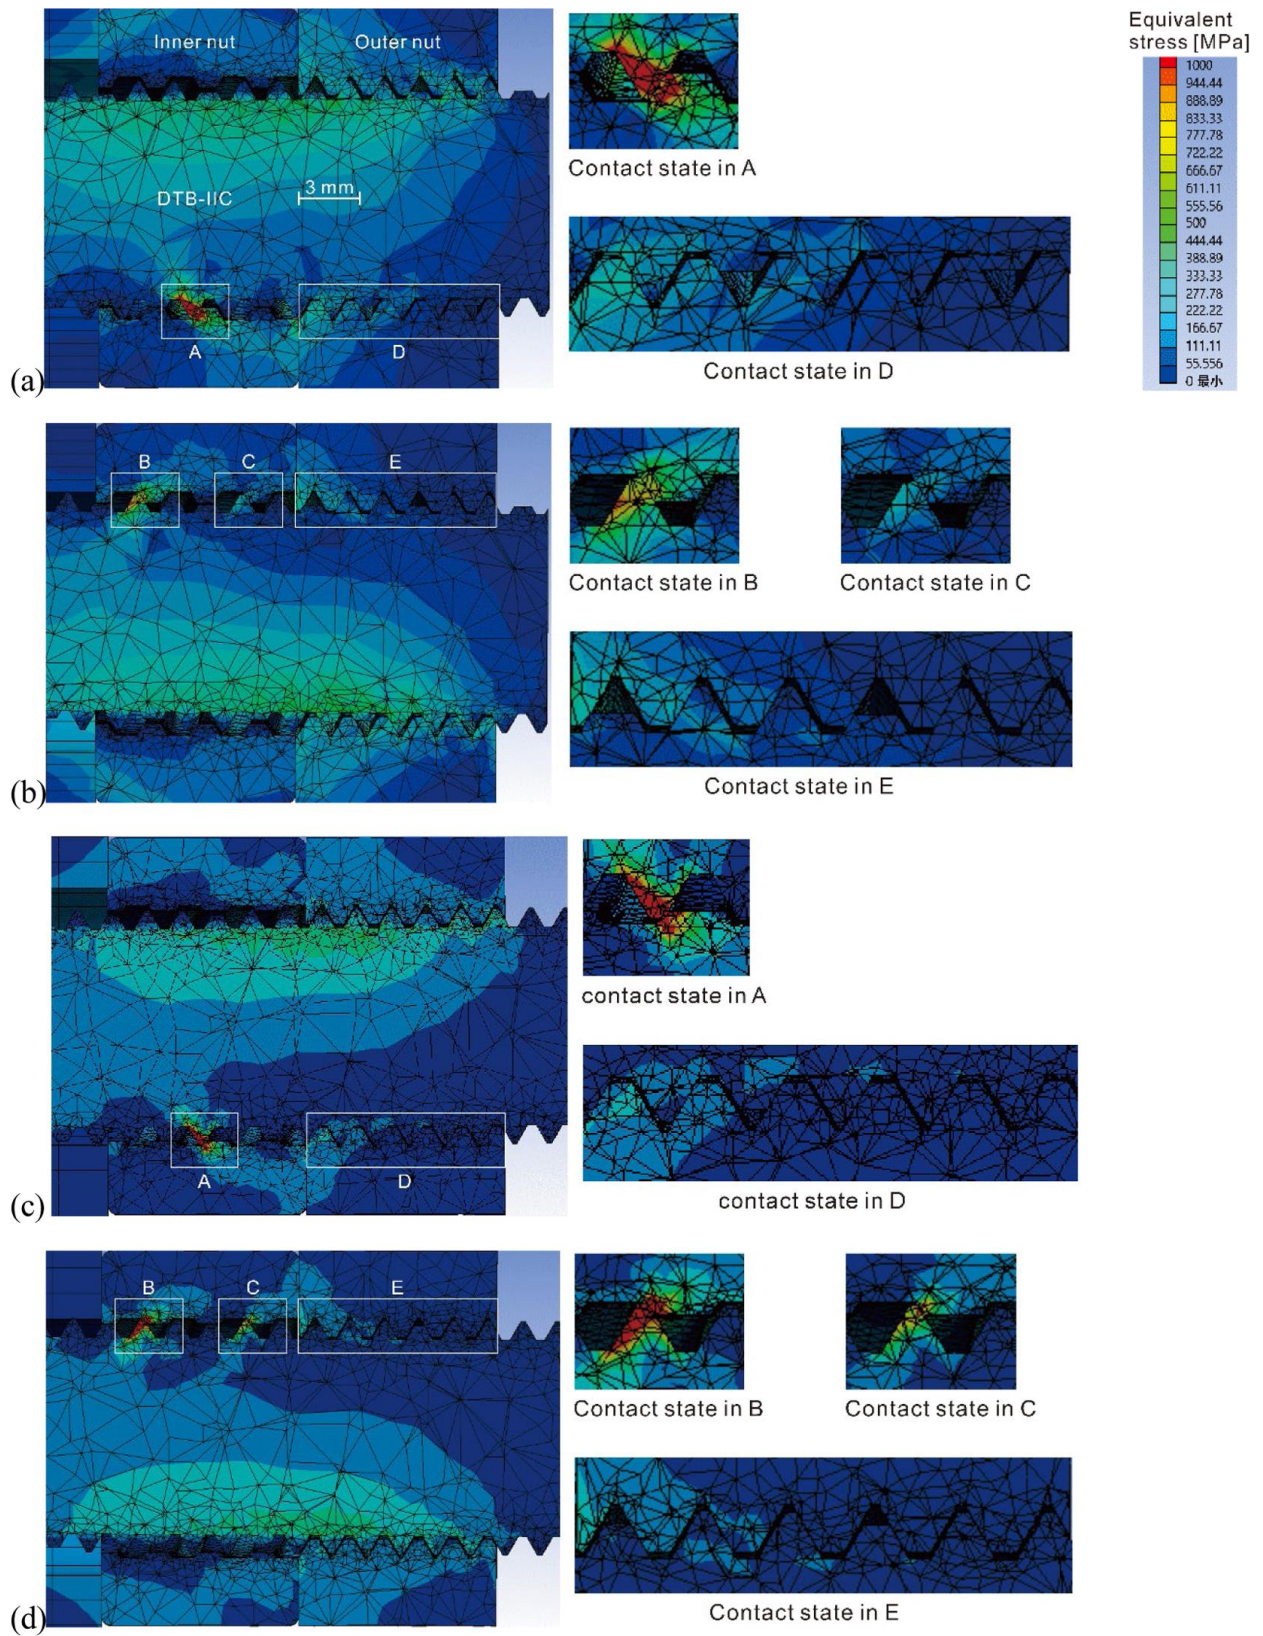 Equivalent
stress [MPa]
1000
944.44
888.89
833.33
777.78
722.22
666.67
611.11
555.56
500
444.44
388.89
333.33
277.78
222.22
166.67
111.11
55.556
0 最小
Inner nut
Outer nut
DTB-IIC
3 mm
A
D
Contact state in A
Contact state in D
(a)
B
C
E
Contact state in B
Contact state in C
Contact state in E
(b)
A
D
contact state in A
contact state in D
(c)
B
C
E
Contact state in B
Contact state in C
Contact state in E
(d)